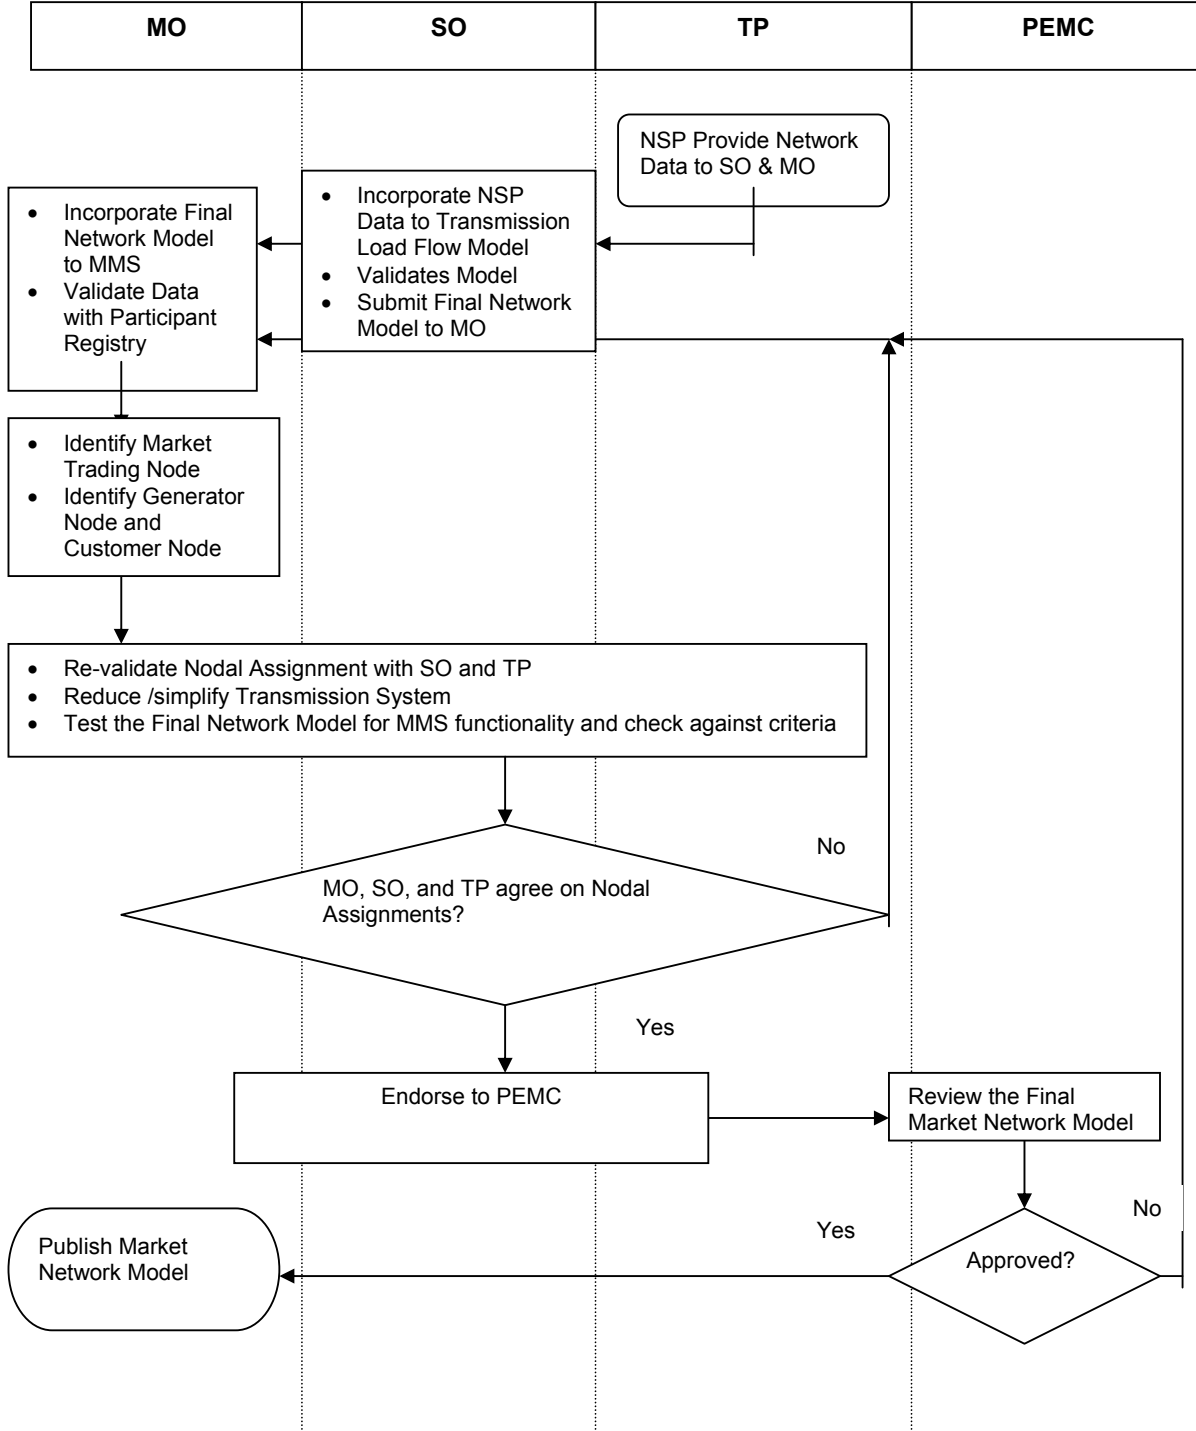 MO
SO
TP
PEMC
NSP Provide Network
Data to SO & MO
• Incorporate NSP
Data to Transmission
Load Flow Model
• Validates Model
• Submit Final Network
Model to MO
• Incorporate Final
Network Model
to MMS
• Validate Data
with Participant
Registry
• Identify Market
Trading Node
• Identify Generator
Node and
Customer Node
• Re-validate Nodal Assignment with SO and TP
• Reduce /simplify Transmission System
• Test the Final Network Model for MMS functionality and check against criteria
No
MO, SO, and TP agree on Nodal
Assignments?
Yes
Endorse to PEMC
Review the Final
Market Network Model
No
Yes
Approved?
Publish Market
Network Model